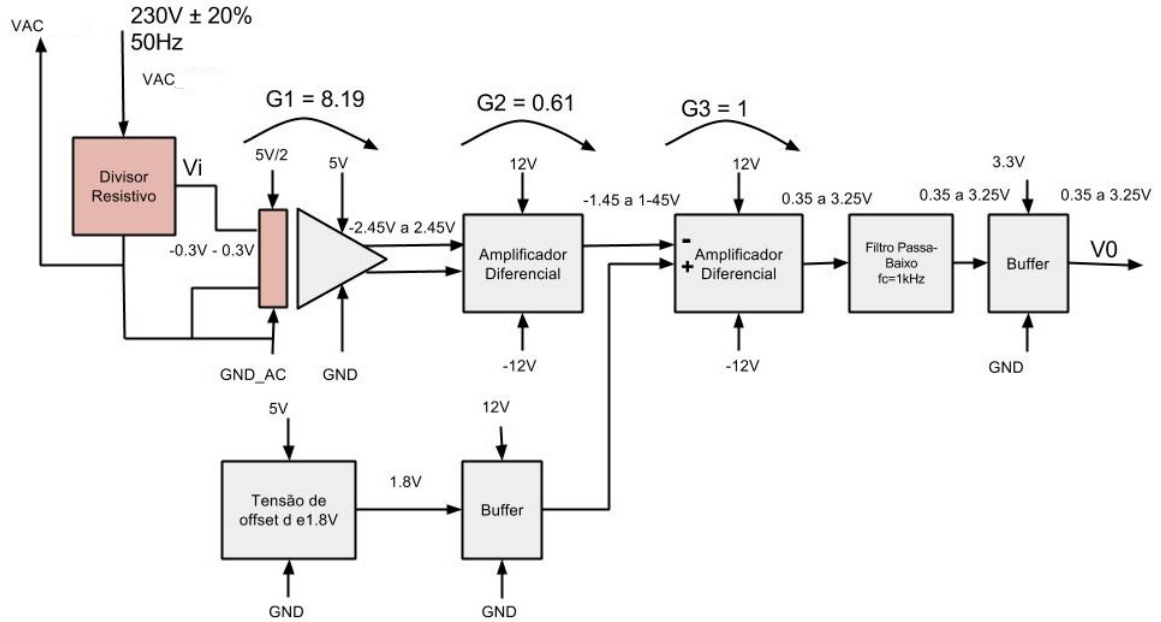 VAC
230V ± 20%
50Hz
VAC_
G1 = 8.19
G2 = 0.61
G3 = 1
Divisor
Resistivo
Vi
5V/2
5V
-0.3V - 0.3V
-2.45V a 2.45V
GND_AC
GND
12V
Amplificador
Diferencial
-12V
-1.45 a 1-45V
12V
-
+
Amplificador
Diferencial
-12V
0.35 a 3.25V
Filtro Passa-
Baixo
fc=1kHz
0.35 a 3.25V
3.3V
Buffer
GND
0.35 a 3.25V
V0
5V
Tensão de
offset d e1.8V
GND
1.8V
12V
Buffer
GND